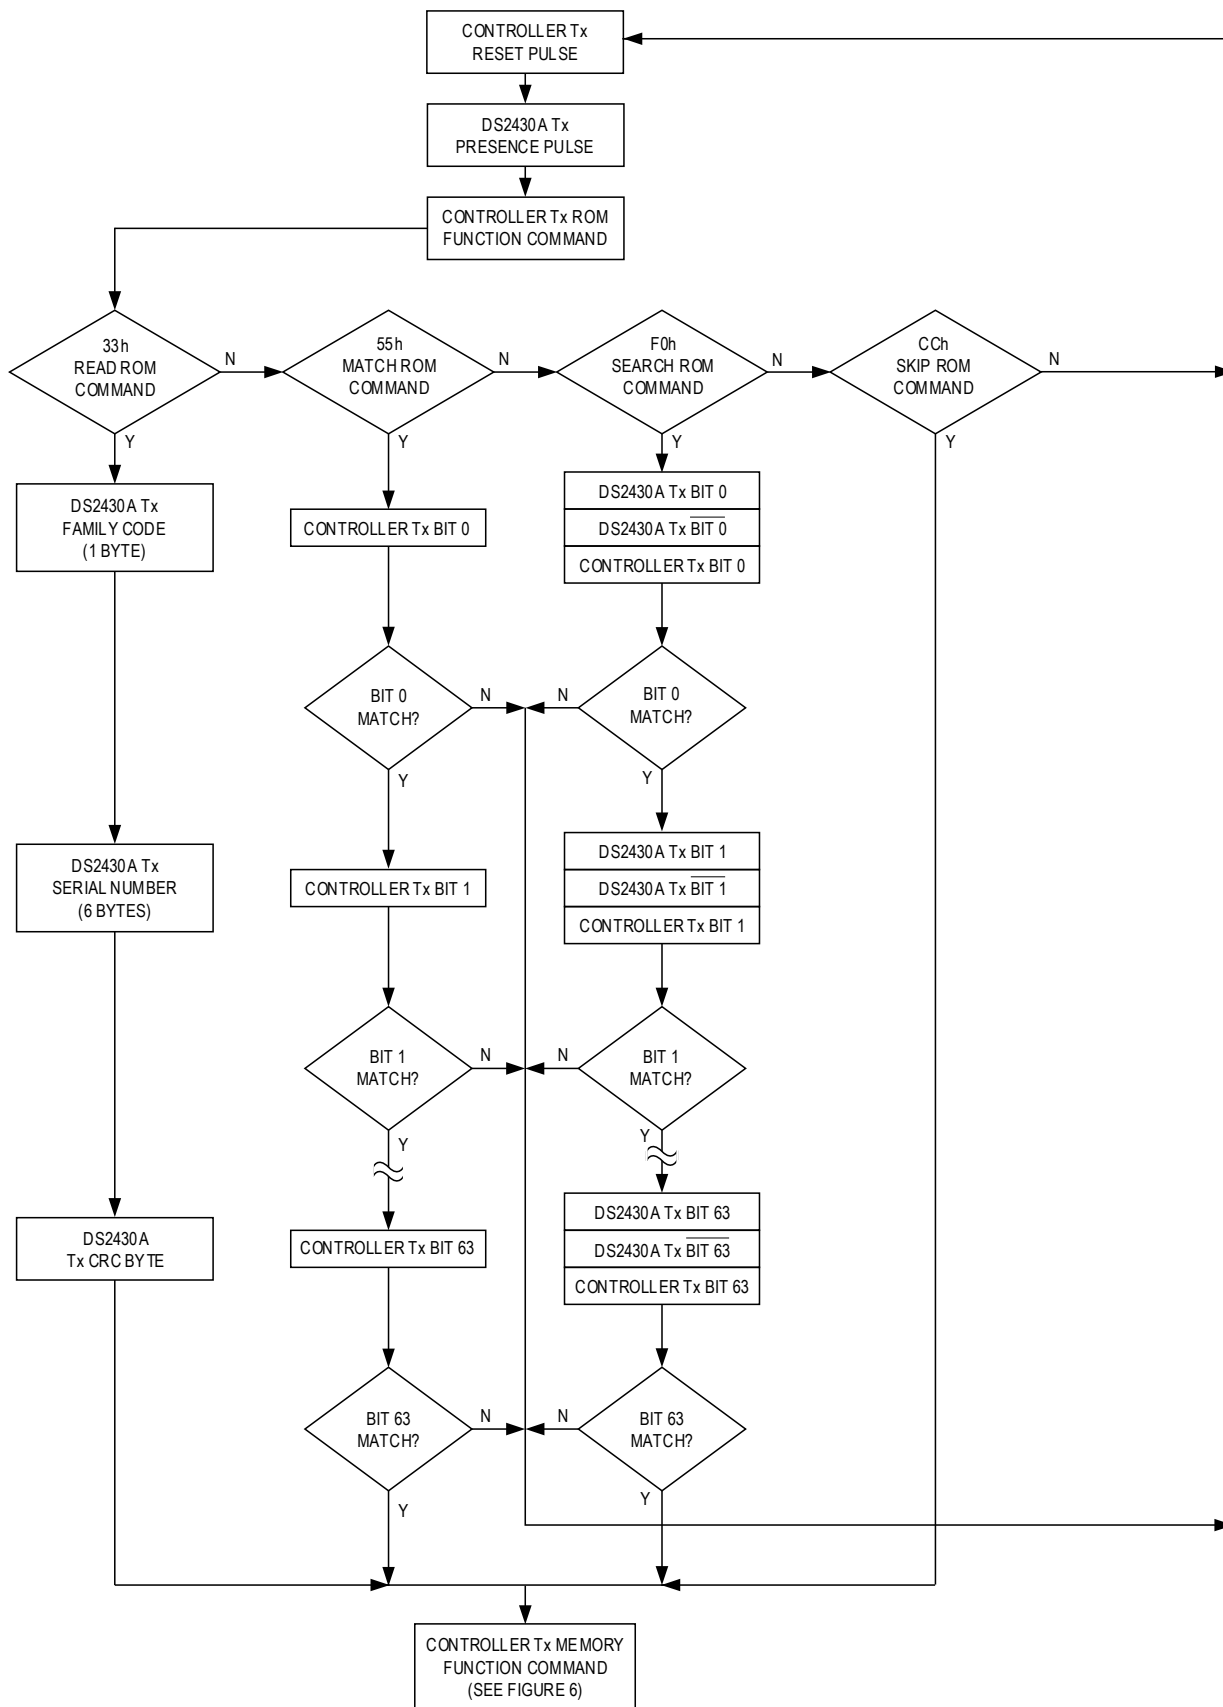 CONTROLLER Tx
RESET PULSE
DS2430A Tx
PRESENCE PULSE
CONTROLLER Tx ROM
FUNCTION COMMAND
33h
READ ROM
COMMAND
N
Y
55h
MATCH ROM
COMMAND
N
Y
F0h
SEARCH ROM
COMMAND
N
Y
CCh
SKIP ROM
COMMAND
N
Y
DS2430A Tx
FAMILY CODE
(1 BYTE)
DS2430A Tx
SERIAL NUMBER
(6 BYTES)
DS2430A
Tx CRC BYTE
CONTROLLER Tx BIT 0
BIT 0
MATCH?
N
Y
CONTROLLER Tx BIT 1
BIT 1
MATCH?
N
Y
CONTROLLER Tx BIT 63
BIT 63
MATCH?
N
Y
DS2430A Tx BIT 0
DS2430A Tx B̅I̅T̅ ̅0̅
CONTROLLER Tx BIT 0
BIT 0
MATCH?
N
Y
DS2430A Tx BIT 1
DS2430A Tx B̅I̅T̅ ̅1̅
CONTROLLER Tx BIT 1
BIT 1
MATCH?
N
Y
DS2430A Tx BIT 63
DS2430A Tx B̅I̅T̅ ̅6̅3̅
CONTROLLER Tx BIT 63
BIT 63
MATCH?
N
Y
CONTROLLER Tx MEMORY
FUNCTION COMMAND
(SEE FIGURE 6)